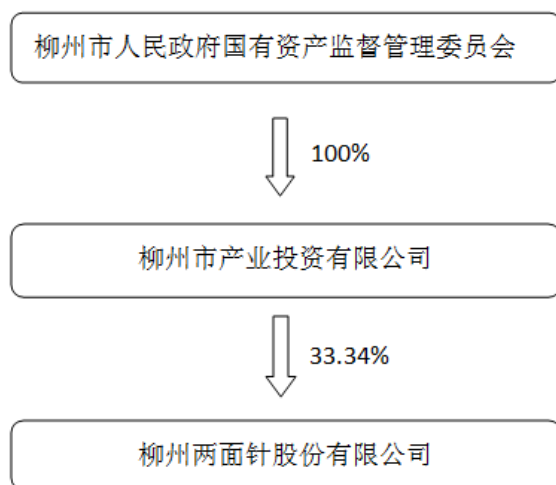 柳州市人民政府国有资产监督管理委员会
100%
柳州市产业投资有限公司
33.34%
柳州两面针股份有限公司